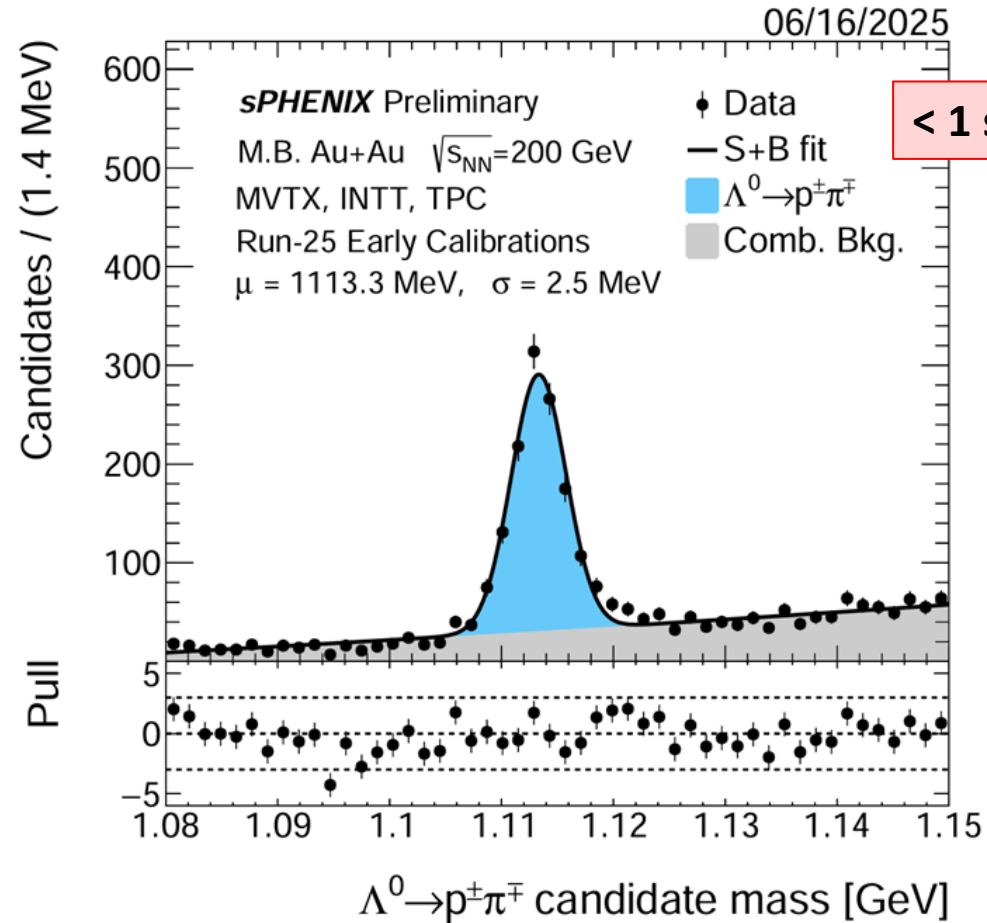 06/16/2025
sPHENIX Preliminary
M.B. Au+Au √sNN=200 GeV
MVTX, INTT, TPC
Run-25 Early Calibrations
μ = 1113.3 MeV, σ = 2.5 MeV
Data
S+B fit
Λ⁰→p±π∓
Comb. Bkg.
< 1
Candidates / (1.4 MeV)
600
500
400
300
200
100
Pull
5
0
−5
1.08 1.09 1.1 1.11 1.12 1.13 1.14 1.15
Λ⁰→p±π∓ candidate mass [GeV]